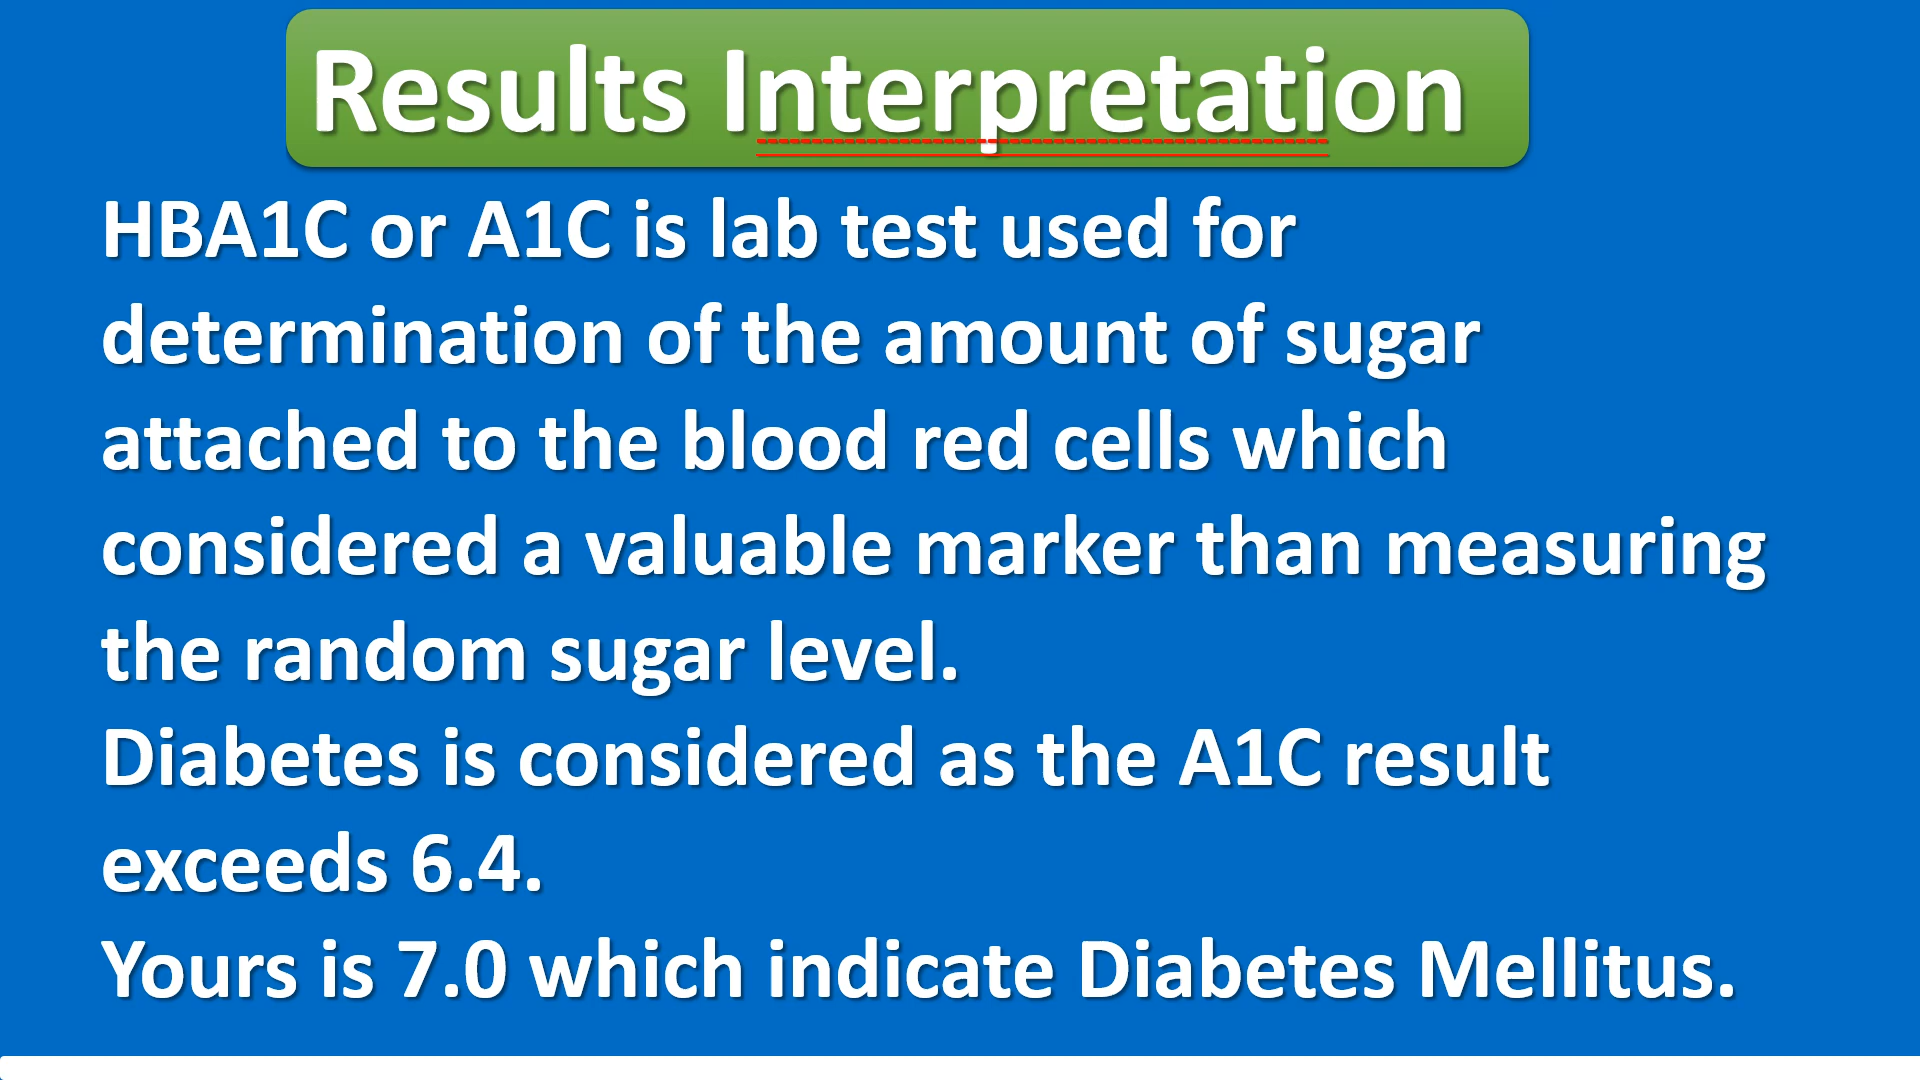 Results Interpretation
HBA1C or A1C is lab test used for
determination of the amount of sugar
attached to the blood red cells which
considered a valuable marker than measuring
the random sugar level.
Diabetes is considered as the A1C result
exceeds 6.4.
Yours is 7.0 which indicate Diabetes Mellitus.